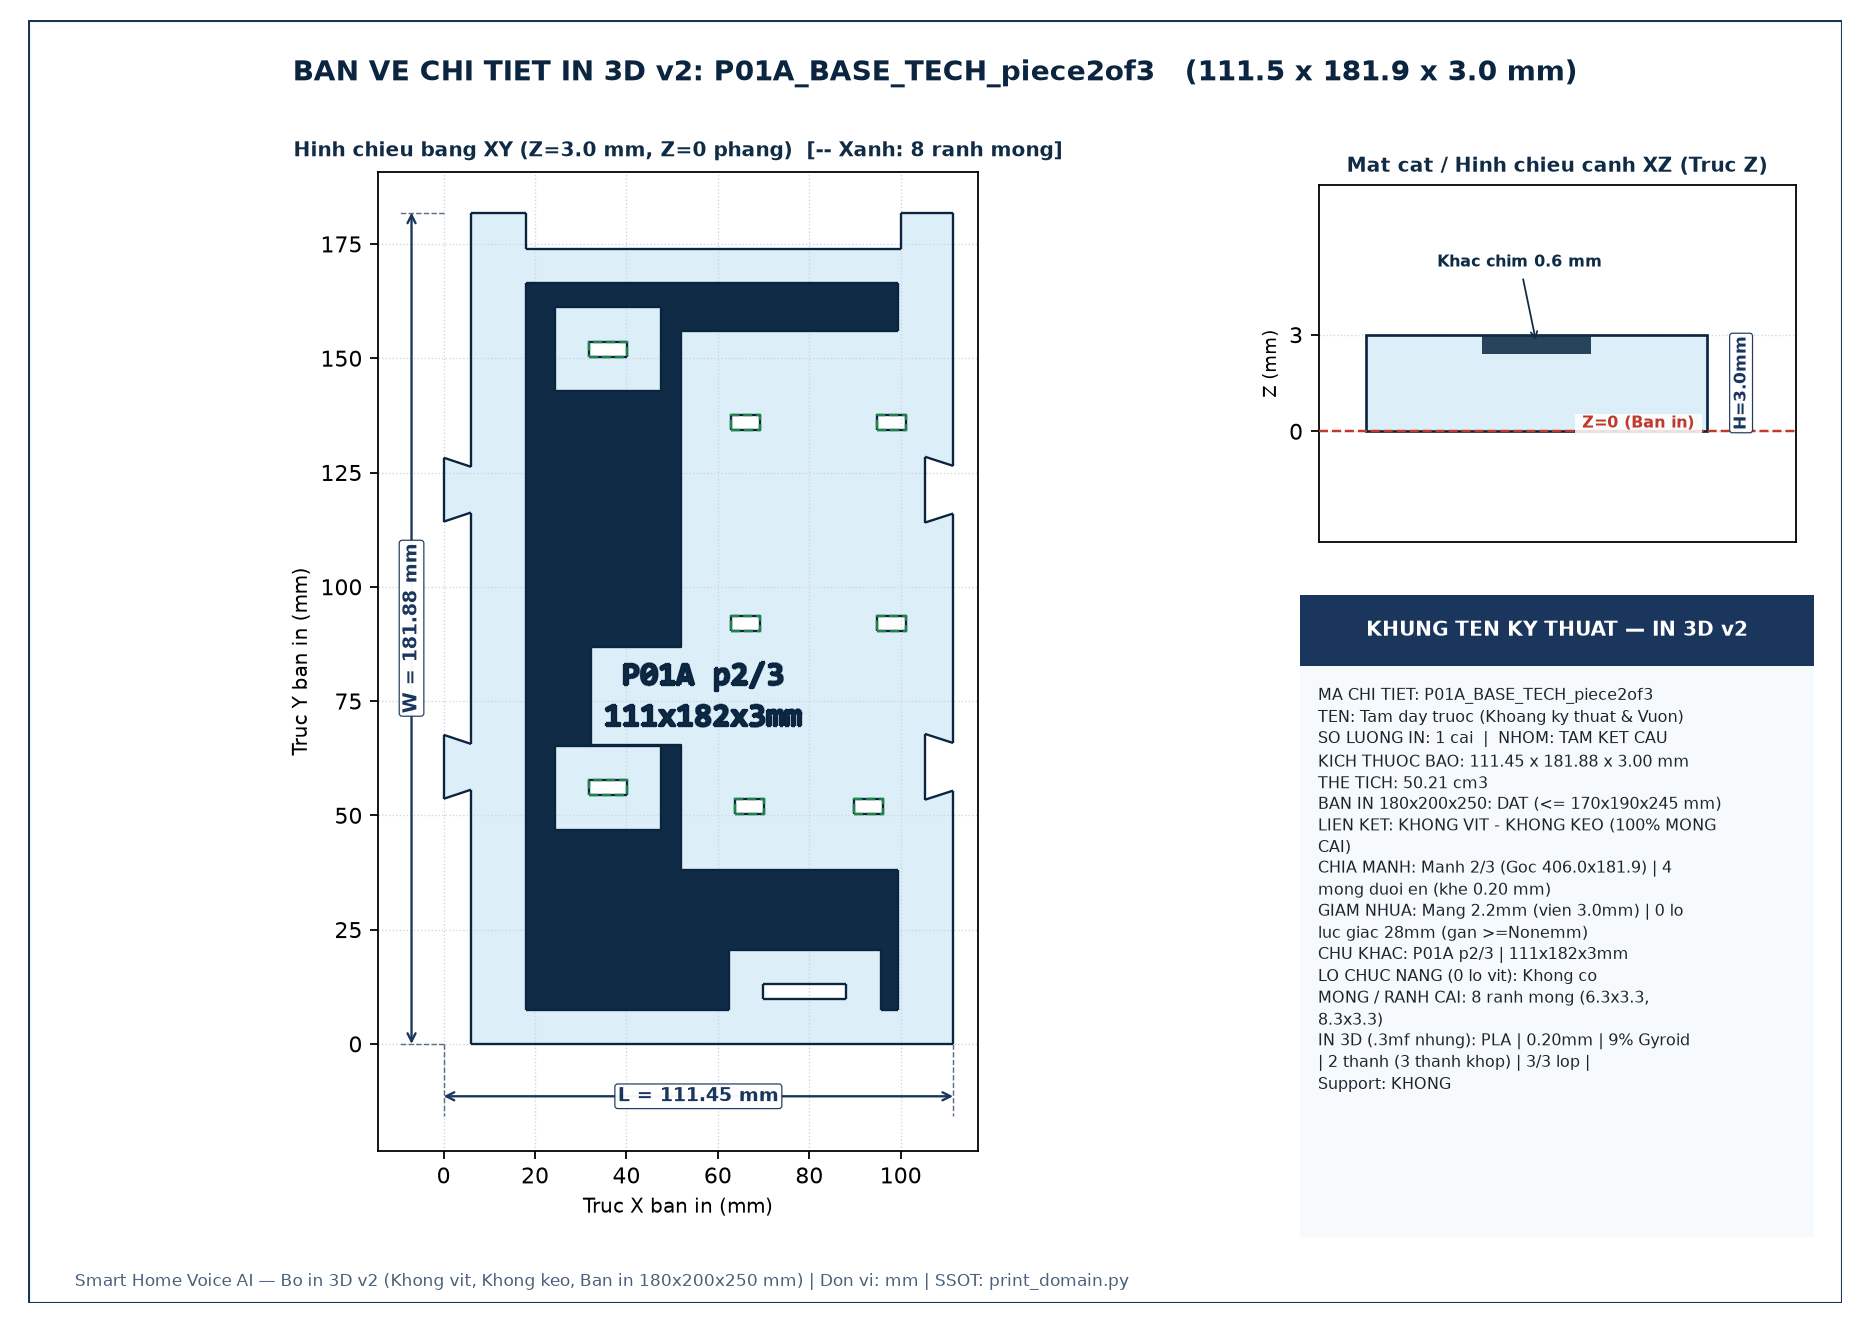 BAN VE CHI TIET IN 3D v2: P01A_BASE_TECH_piece2of3   (111.5 x 181.9 x 3.0 mm)
Hinh chieu bang XY (Z=3.0 mm, Z=0 phang)  [-- Xanh: 8 ranh mong]
175
150
125
100
75
50
25
0
Truc Y ban in (mm)
W = 181.88 mm
P01A p2/3
111x182x3mm
L = 111.45 mm
0
20
40
60
80
100
Truc X ban in (mm)
Mat cat / Hinh chieu canh XZ (Truc Z)
Khac chim 0.6 mm
Z (mm)
3
0
Z=0 (Ban in)
H=3.0mm
KHUNG TEN KY THUAT — IN 3D v2
MA CHI TIET: P01A_BASE_TECH_piece2of3
TEN: Tam day truoc (Khoang ky thuat & Vuon)
SO LUONG IN: 1 cai  |  NHOM: TAM KET CAU
KICH THUOC BAO: 111.45 x 181.88 x 3.00 mm
THE TICH: 50.21 cm3
BAN IN 180x200x250: DAT (<= 170x190x245 mm)
LIEN KET: KHONG VIT - KHONG KEO (100% MONG
CAI)
CHIA MANH: Manh 2/3 (Goc 406.0x181.9) | 4
mong duoi en (khe 0.20 mm)
GIAM NHUA: Mang 2.2mm (vien 3.0mm) | 0 lo
luc giac 28mm (gan >=Nonemm)
CHU KHAC: P01A p2/3 | 111x182x3mm
LO CHUC NANG (0 lo vit): Khong co
MONG / RANH CAI: 8 ranh mong (6.3x3.3,
8.3x3.3)
IN 3D (.3mf nhung): PLA | 0.20mm | 9% Gyroid
| 2 thanh (3 thanh khop) | 3/3 lop |
Support: KHONG
Smart Home Voice AI — Bo in 3D v2 (Khong vit, Khong keo, Ban in 180x200x250 mm) | Don vi: mm | SSOT: print_domain.py